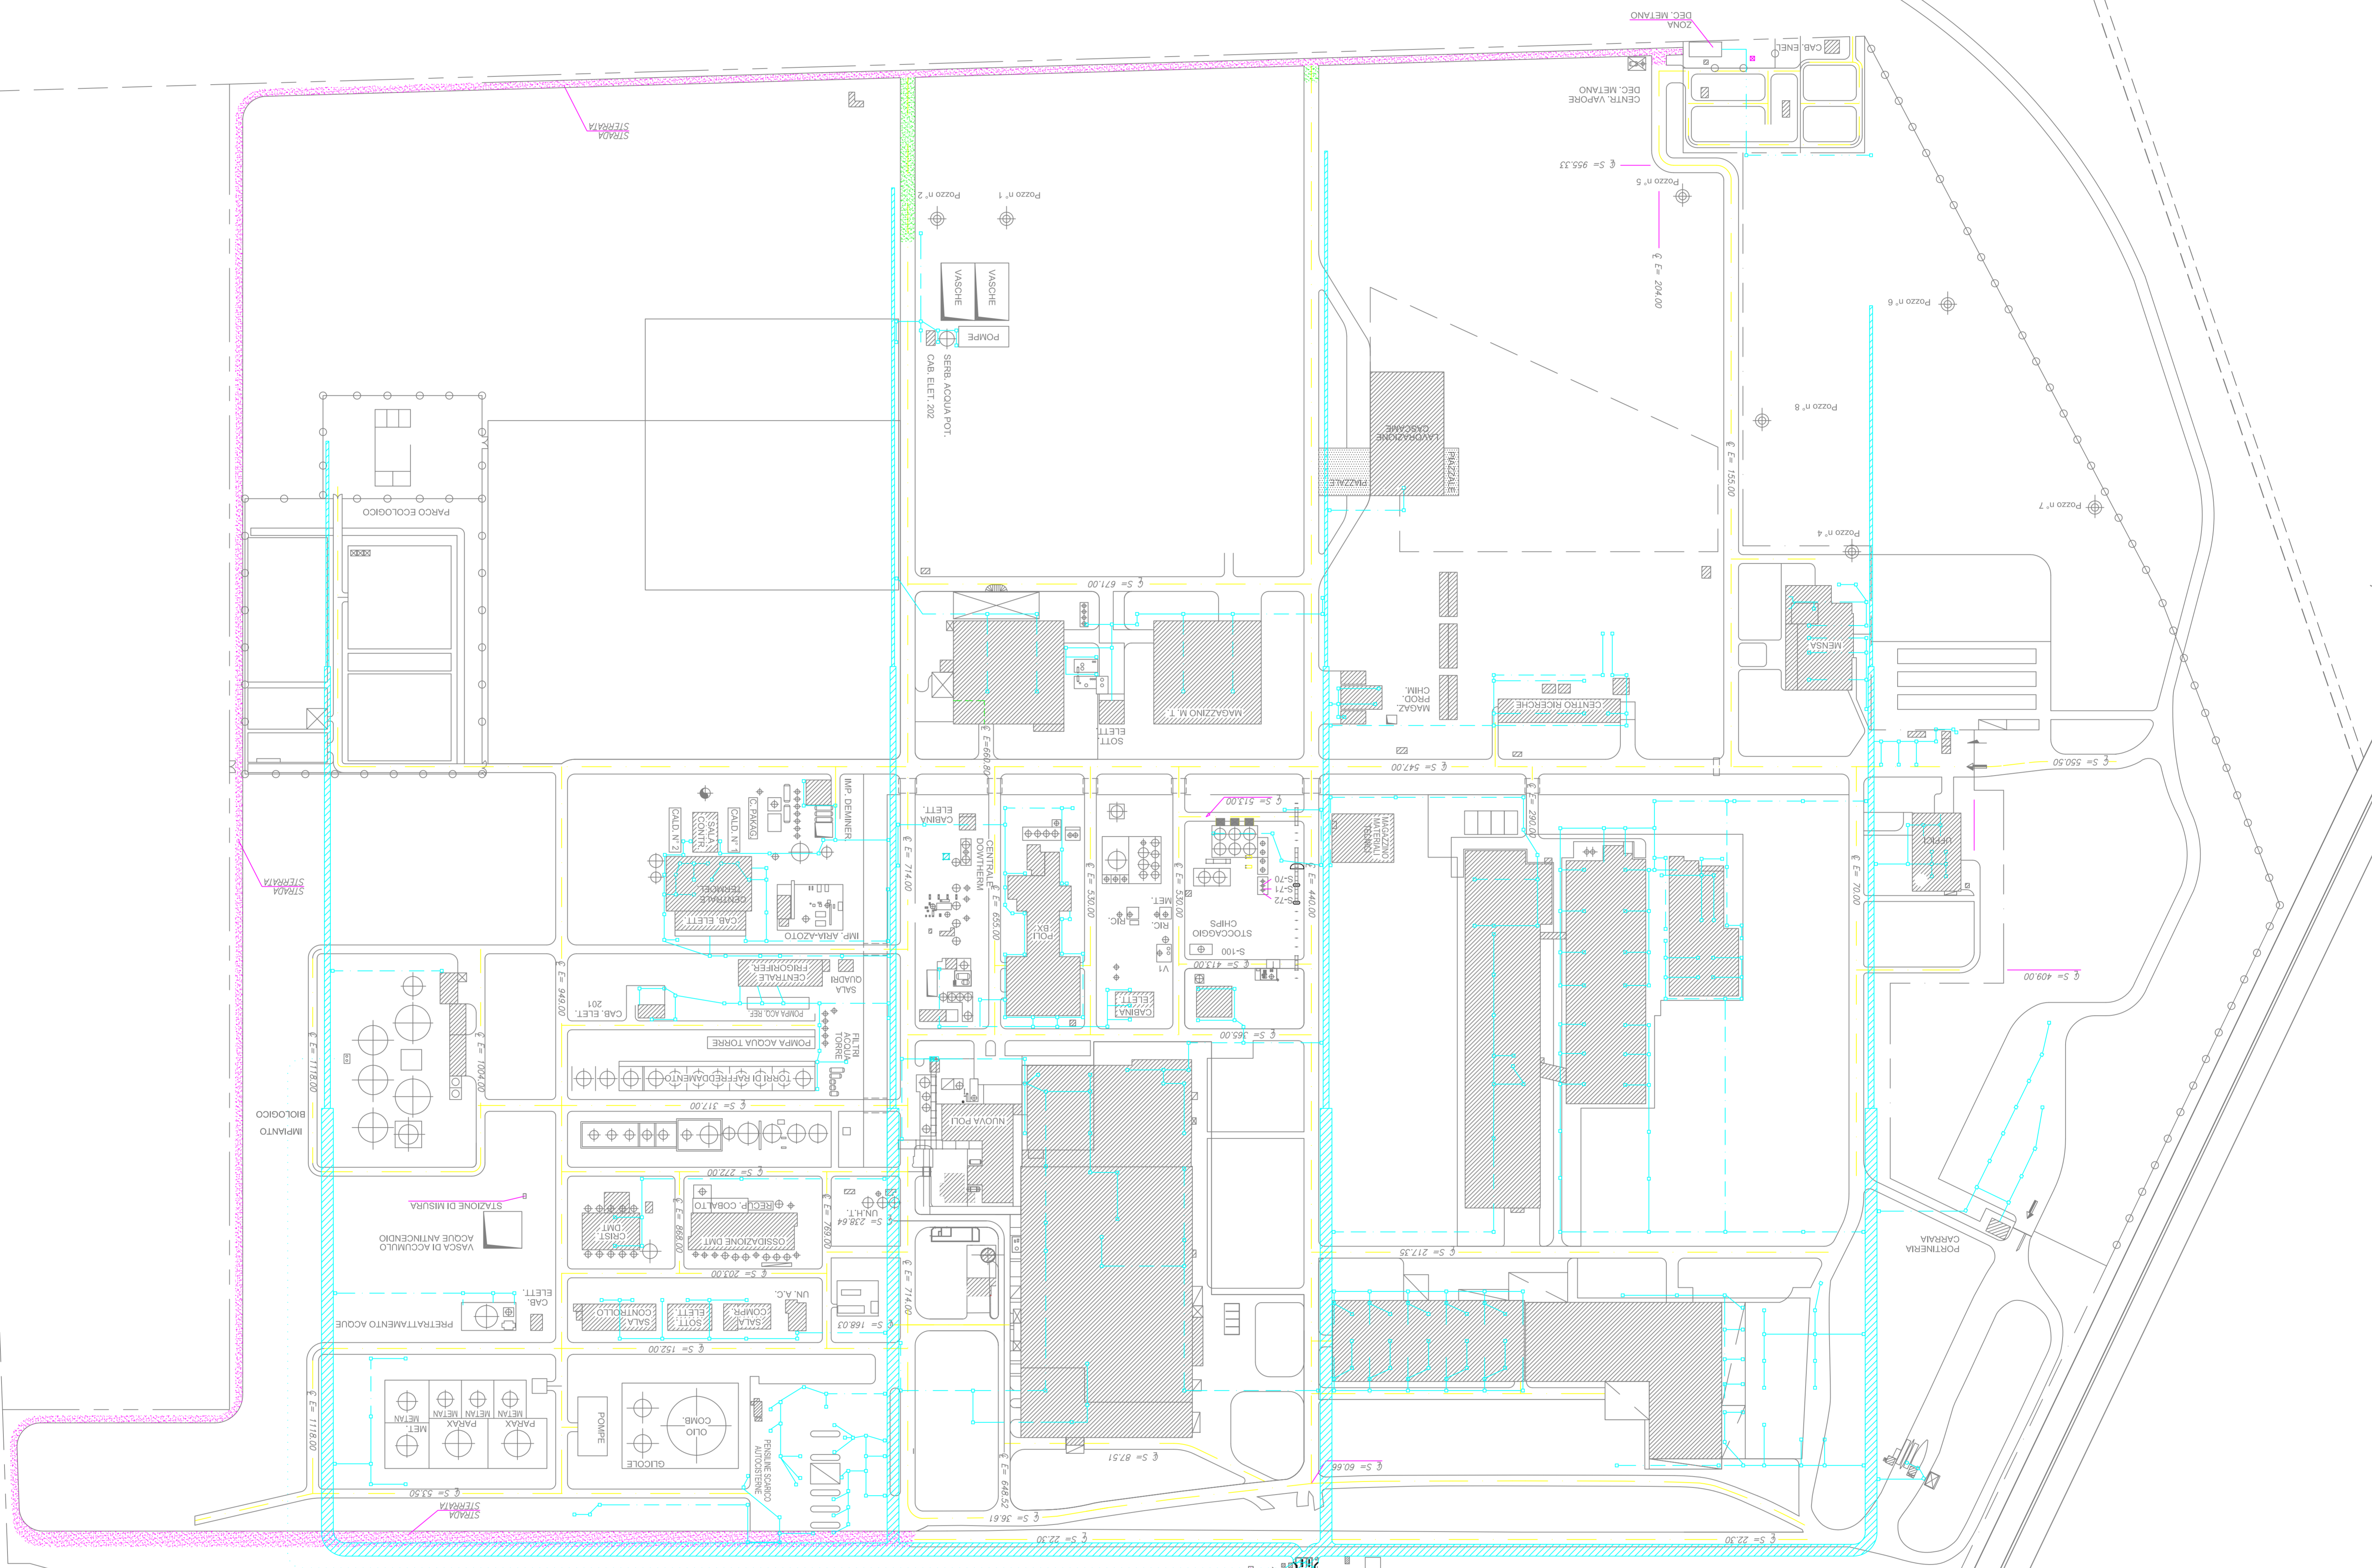 ZONA
DEC. METANO
CAB. ENEL
CENTR. VAPORE
DEC. METANO
STRADA
STERRATA
℄ S= 955.33
Pozzo n° 5
Pozzo n° 2
Pozzo n° 1
VASCHE
VASCHE
POMPE
CAB. ELET. 202
SERB. ACQUA POT.
℄ E= 204.00
Pozzo n° 6
Pozzo n° 8
Pozzo n° 7
Pozzo n° 4
℄ E= 155.00
LAVORAZIONE
CASCAME
PIAZZALE
PIAZZALE
PARCO ECOLOGICO
℄ S= 671.00
MENSA
MAGAZ.
PROD.
CHIM.
CENTRO RICERCHE
MAGAZZINO M. T.
SOTT.
ELETT.
℄ E=660.80
℄ S= 547.00
℄ S= 550.50
CALD. N° 2
SALA
CONTR.
CALD. N° 1
C.PAKAG.
IMP. DERMINER.
CABINA
ELETT.
℄ S= 513.00
℄ E= 290.00
MAGAZZINO
MATERIALI
TECNICI
UFFICI
℄ E= 714.00
CENTRALE
DOWTHERM
℄ E= 655.00
℄ E= 530.00
℄ E= 530.00
℄ E= 440.00
℄ E= 70.00
STRADA
STERRATA
CENTRALE
TERMOEL.
CAB. ELETT.
IMP. ARIA-AZOTO
POLI
BX.
RIC.
MET.
RIC.
V1
S-70
S-71
S-72
STOCCAGGIO
CHIPS
S-100
℄ S= 413.00
℄ S= 409.00
CENTRALE
FRIGORIFER.
SALA
QUADRI
℄ E= 949.00
CAB. ELET.
201
POMPA ACQ. REF.
CABINA
ELETT.
℄ S= 365.00
POMPA ACQUA TORRE
FILTRI
ACQUA
TORRE
TORRI DI RAFFREDDAMENTO
℄ E= 1118.00
℄ E= 1004.00
℄ S= 317.00
IMPIANTO
BIOLOGICO
NUOVA POLI
℄ S= 272.00
STAZIONE DI MISURA
VASCA DI ACCUMULO
ACQUE ANTINCENDIO
CRIST.
DMT
℄ E= 888.00
RECUP. COBALTO
OSSIDAZIONE DMT
℄ E= 769.00
UN.H.T.
℄ S= 238.64
℄ S= 217.35
PORTINERIA
CARRAIA
℄ S= 203.00
℄ E= 714.00
CAB.
ELETT.
PRETRATTAMENTO ACQUE
SALA
CONTROLLO
SOTT.
ELETT.
SALA
COMPR.
UN. A.C.
℄ S= 168.03
℄ S= 152.00
℄ E= 1118.00
METAN
METAN
METAN
METAN
MET.
PARAX
PARAX
POMPE
OLIO
COMB.
GLICOLE
PENSILINE SCARICO
AUTOCISTERNE
℄ S= 87.51
℄ E= 648.52
℄ S= 60.66
℄ S= 53.50
STRADA
STERRATA
℄ S= 36.61
℄ S= 22.30
℄ S= 22.30